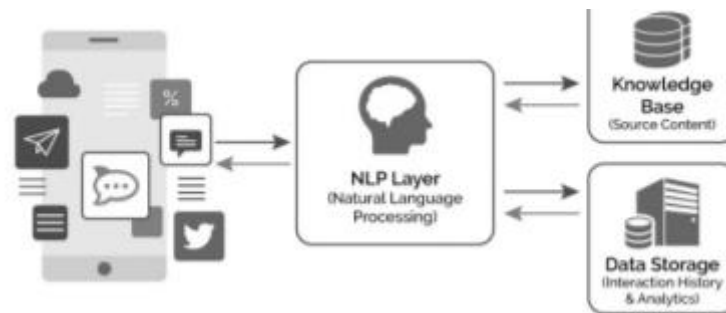 %
Knowledge
Base
(Source Content)
NLP Layer
(Natural Language
Processing)
Data Storage
(Interaction History
& Analytics)